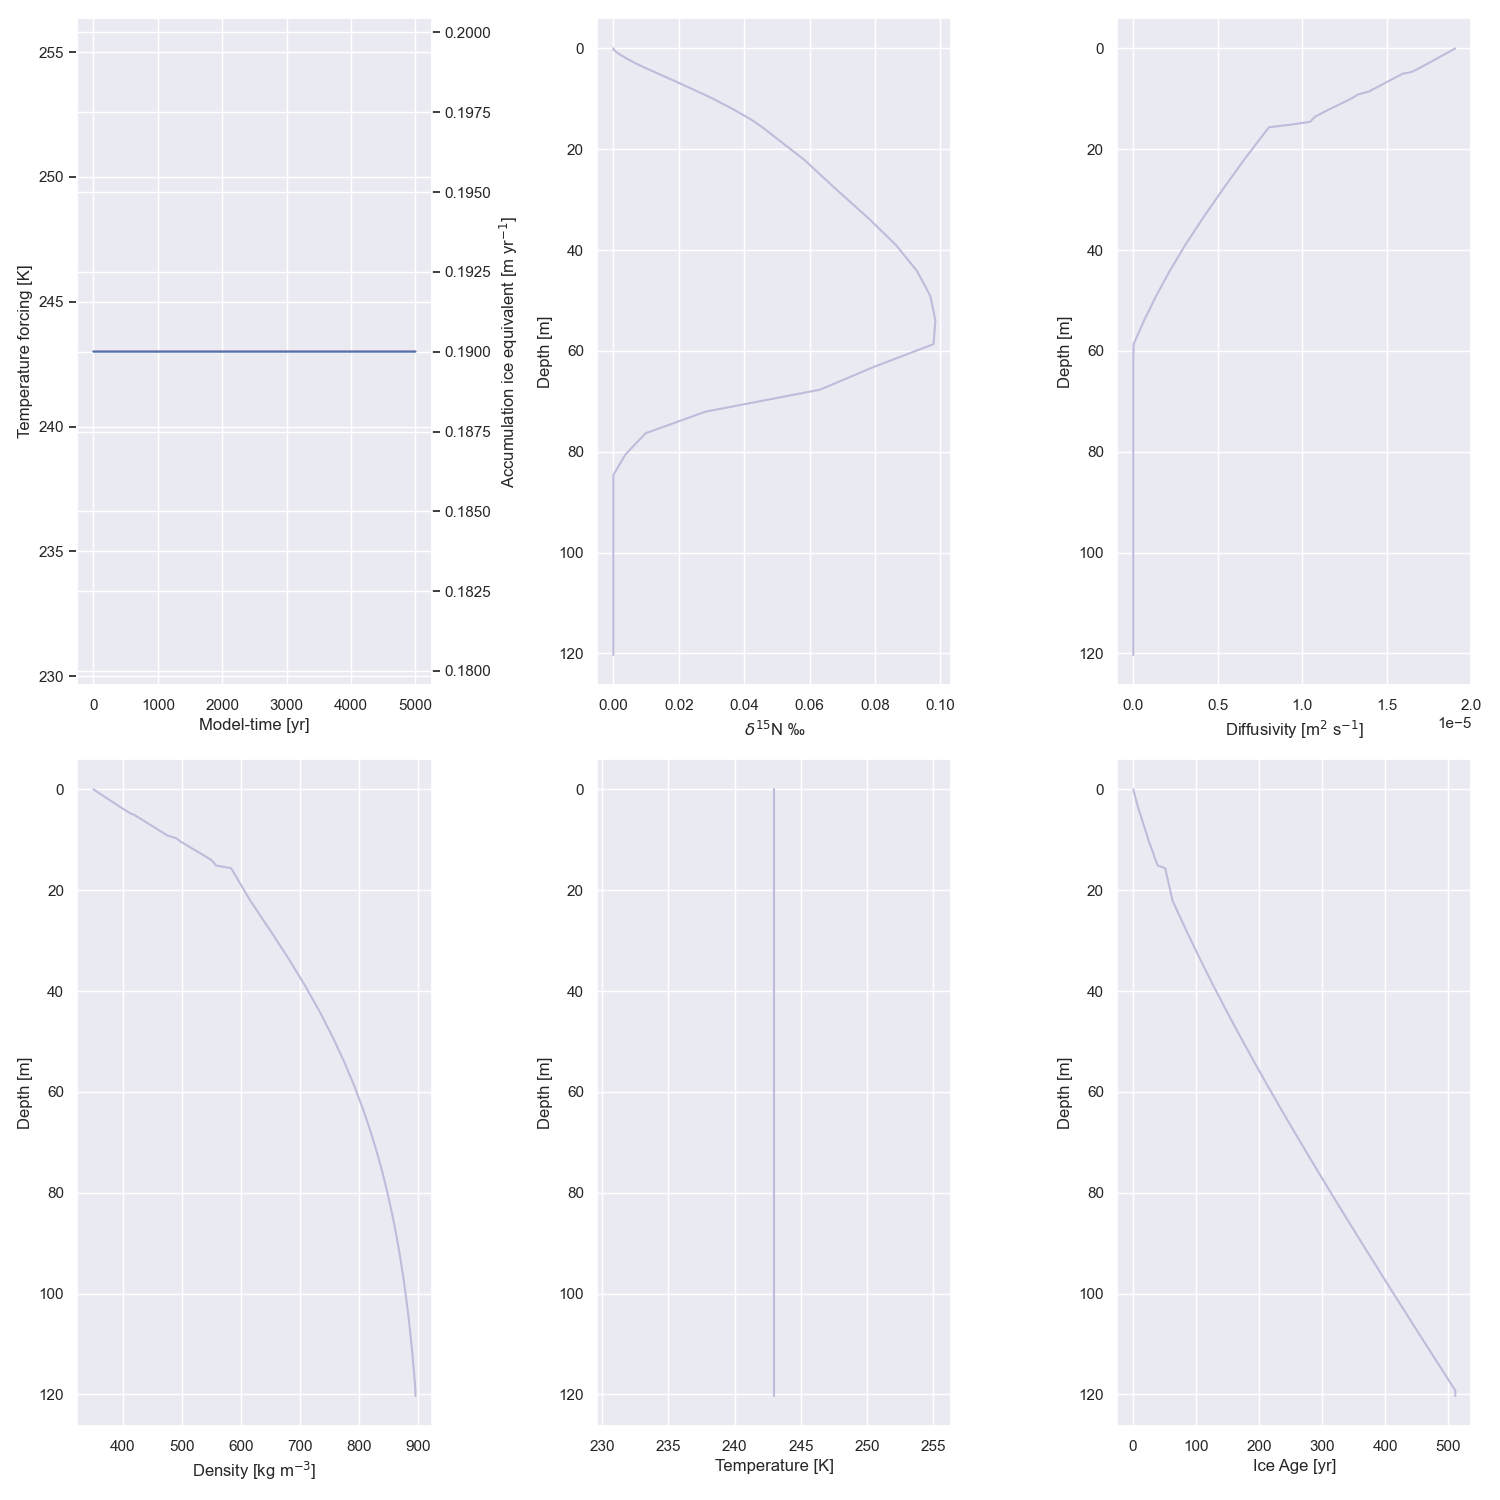 Temperature forcing [K]
255
250
245
240
235
230
0 1000 2000 3000 4000 5000
Model-time [yr]
0.2000
0.1975
0.1950
0.1925
0.1900
0.1875
0.1850
0.1825
0.1800
Accumulation ice equivalent [m yr⁻¹]
Depth [m]
0
20
40
60
80
100
120
0.00 0.02 0.04 0.06 0.08 0.10
δ¹⁵N ‰
Depth [m]
0
20
40
60
80
100
120
0.0 0.5 1.0 1.5 2.0
1e−5
Diffusivity [m² s⁻¹]
Depth [m]
0
20
40
60
80
100
120
400 500 600 700 800 900
Density [kg m⁻³]
Depth [m]
0
20
40
60
80
100
120
230 235 240 245 250 255
Temperature [K]
Depth [m]
0
20
40
60
80
100
120
0 100 200 300 400 500
Ice Age [yr]